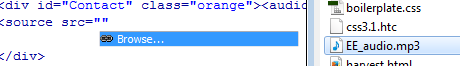 <div id="Contact" class="orange"><audio
<source src=""
Browse...
</div>
boilerplate.css
css3.1.htc
EE_audio.mp3
harvest.html